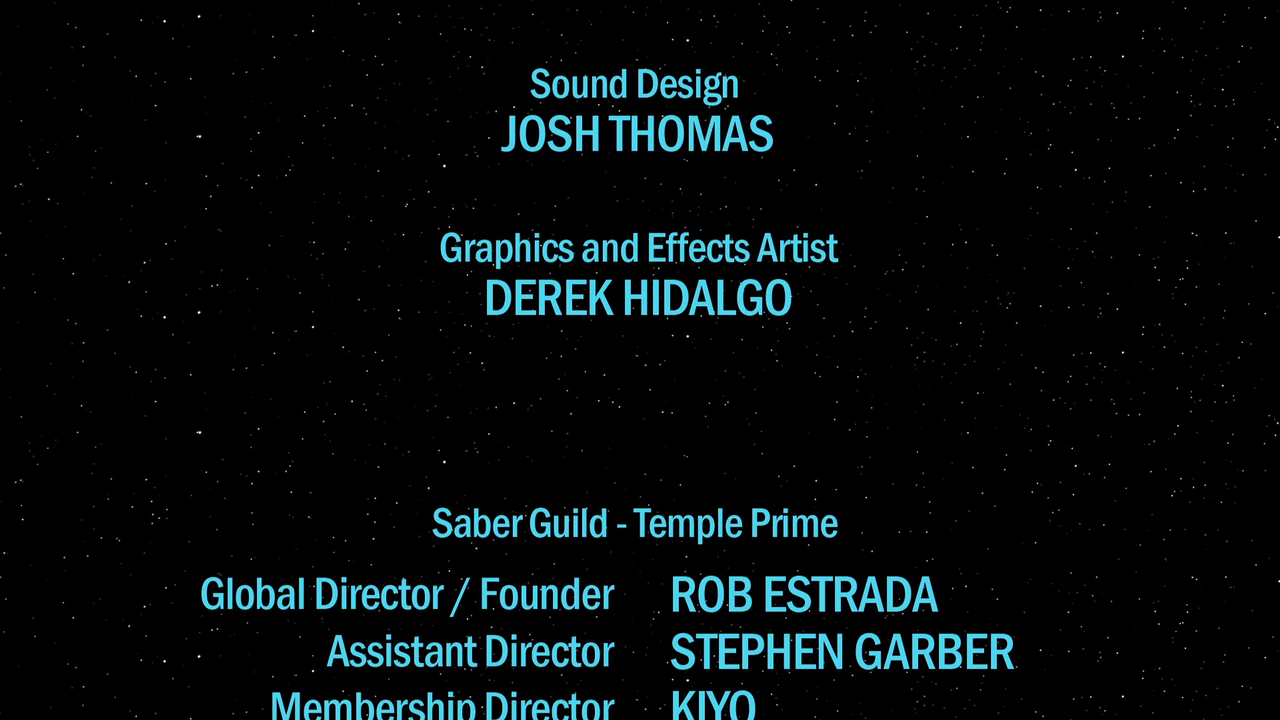 Sound Design
JOSH THOMAS
Graphics and Effects Artist
DEREK HIDALGO
Saber Guild - Temple Prime
Global Director / Founder ROB ESTRADA
Assistant Director STEPHEN GARBER
Membership Director KIYO